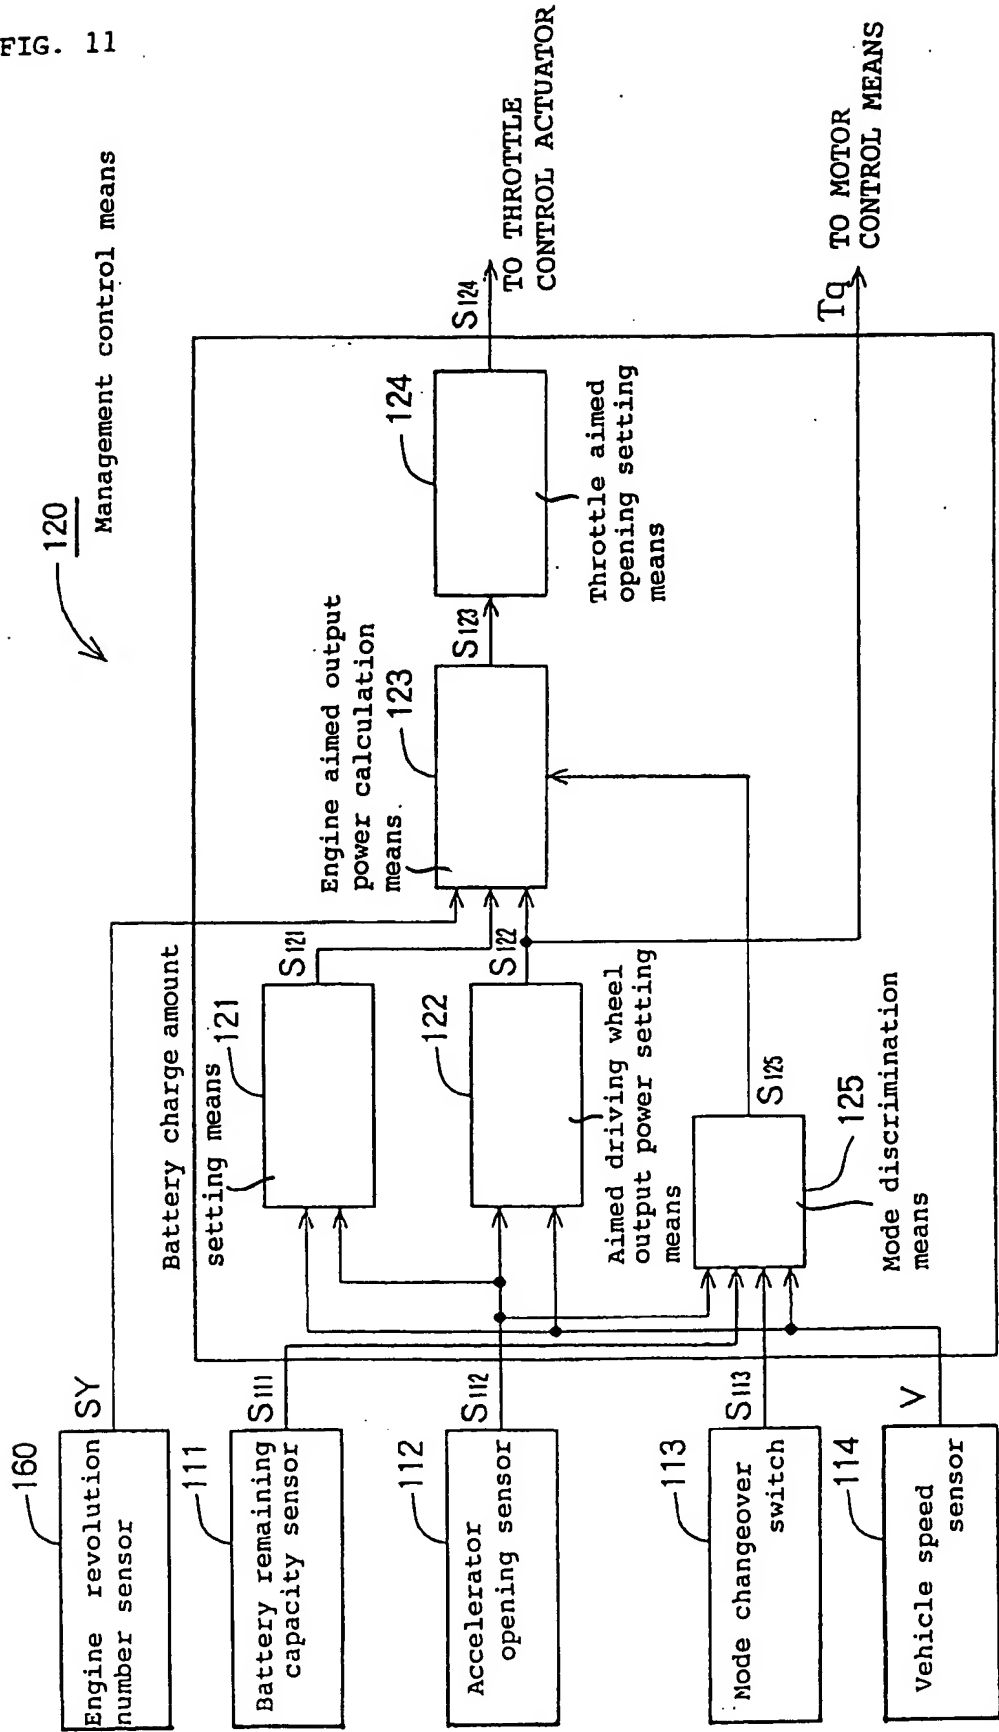 FIG. 11
120
Management control means
160
Engine revolution
number sensor
SY
111
Battery remaining
capacity sensor
S111
112
Accelerator
opening sensor
S112
113
Mode changeover
switch
S113
114
Vehicle speed
sensor
V
Battery charge amount
setting means
121
S121
122
S122
Aimed driving wheel
output power setting
means
S125
125
Mode discrimination
means
Engine aimed output
power calculation
means.
123
S123
124
Throttle aimed
opening setting
means
S124
TO THROTTLE
CONTROL ACTUATOR
Tq
TO MOTOR
CONTROL MEANS